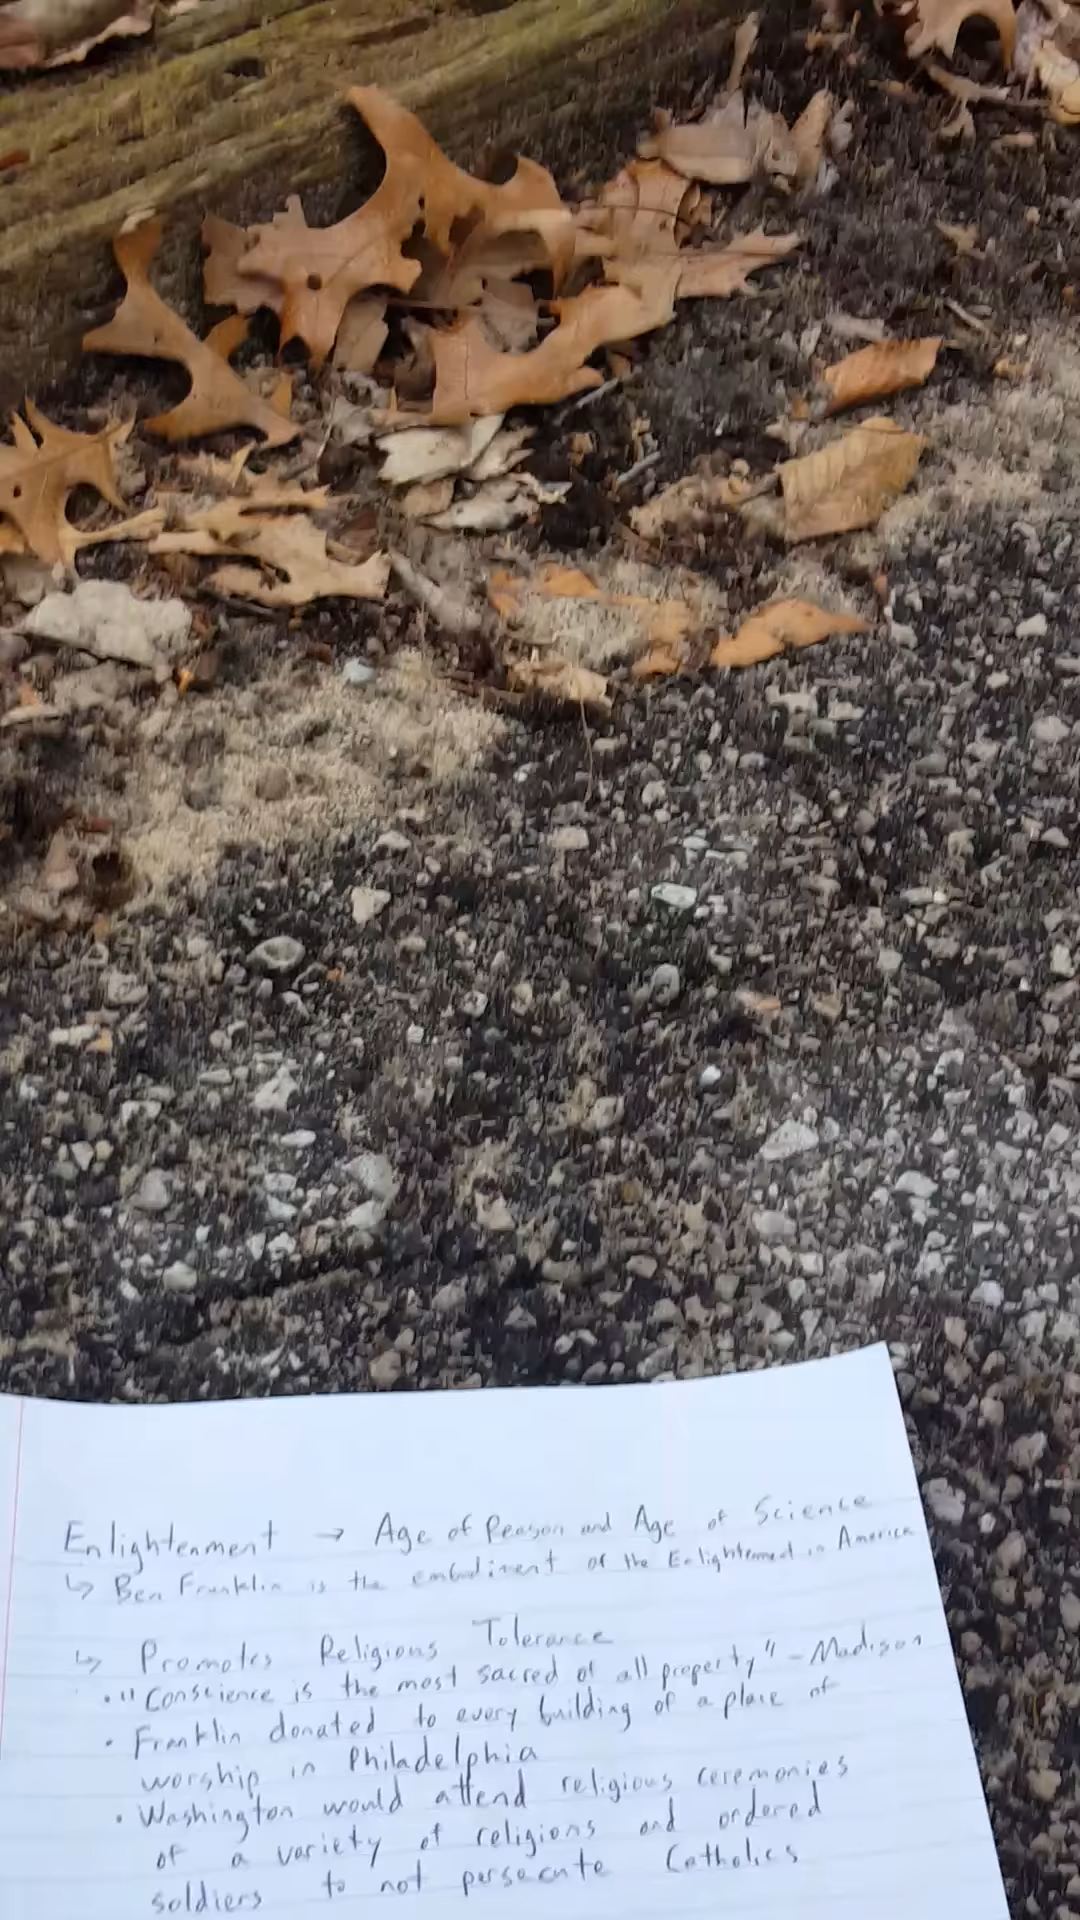 Enlightenment → Age of Reason and Age of Science
↳ Ben Franklin is the embodiment of the Enlightenment in America
↳ Promotes Religious Tolerance
• "Conscience is the most sacred of all property" - Madison
• Franklin donated to every building of a place of
worship in Philadelphia
• Washington would attend religious ceremonies
of a variety of religions and ordered
soldiers to not persecute Catholics